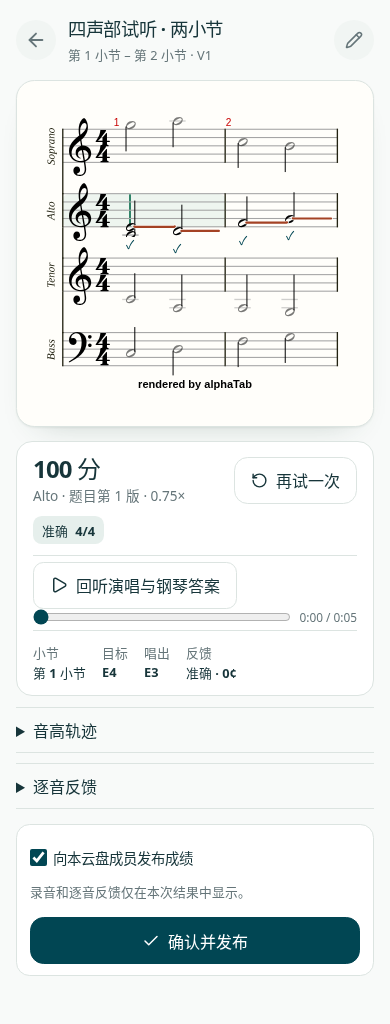 四声部试听 · 两小节
第 1 小节 – 第 2 小节 · V1
1
2
Soprano
Alto
Tenor
Bass
rendered by alphaTab
100 分
Alto · 题目第 1 版 · 0.75×
再试一次
准确 4/4
回听演唱与钢琴答案
0:00 / 0:05
小节 目标 唱出 反馈
第 1 小节 E4 E3 准确 · 0¢
音高轨迹
逐音反馈
向本云盘成员发布成绩
录音和逐音反馈仅在本次结果中显示。
确认并发布